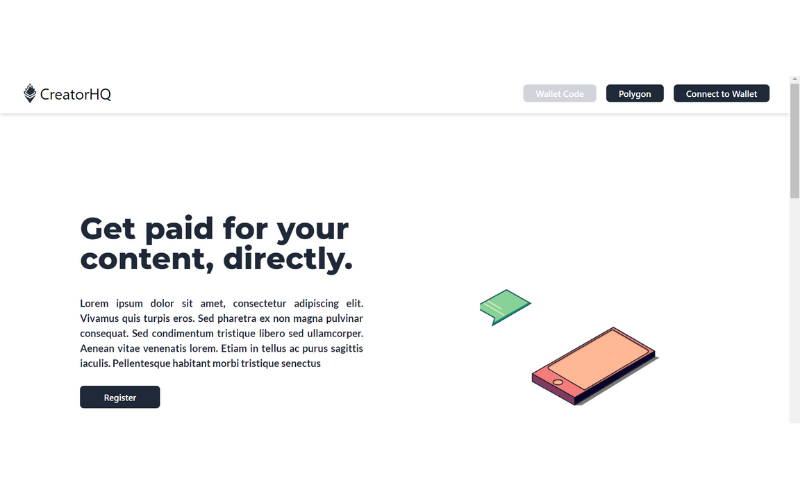 CreatorHQ
Wallet Code
Polygon
Connect to Wallet
Get paid for your
content, directly.
Lorem ipsum dolor sit amet, consectetur adipiscing elit.
Vivamus quis turpis eros. Sed pharetra ex non magna pulvinar
consequat. Sed condimentum tristique libero sed ullamcorper.
Aenean vitae venenatis lorem. Etiam in tellus ac purus sagittis
iaculis. Pellentesque habitant morbi tristique senectus
Register